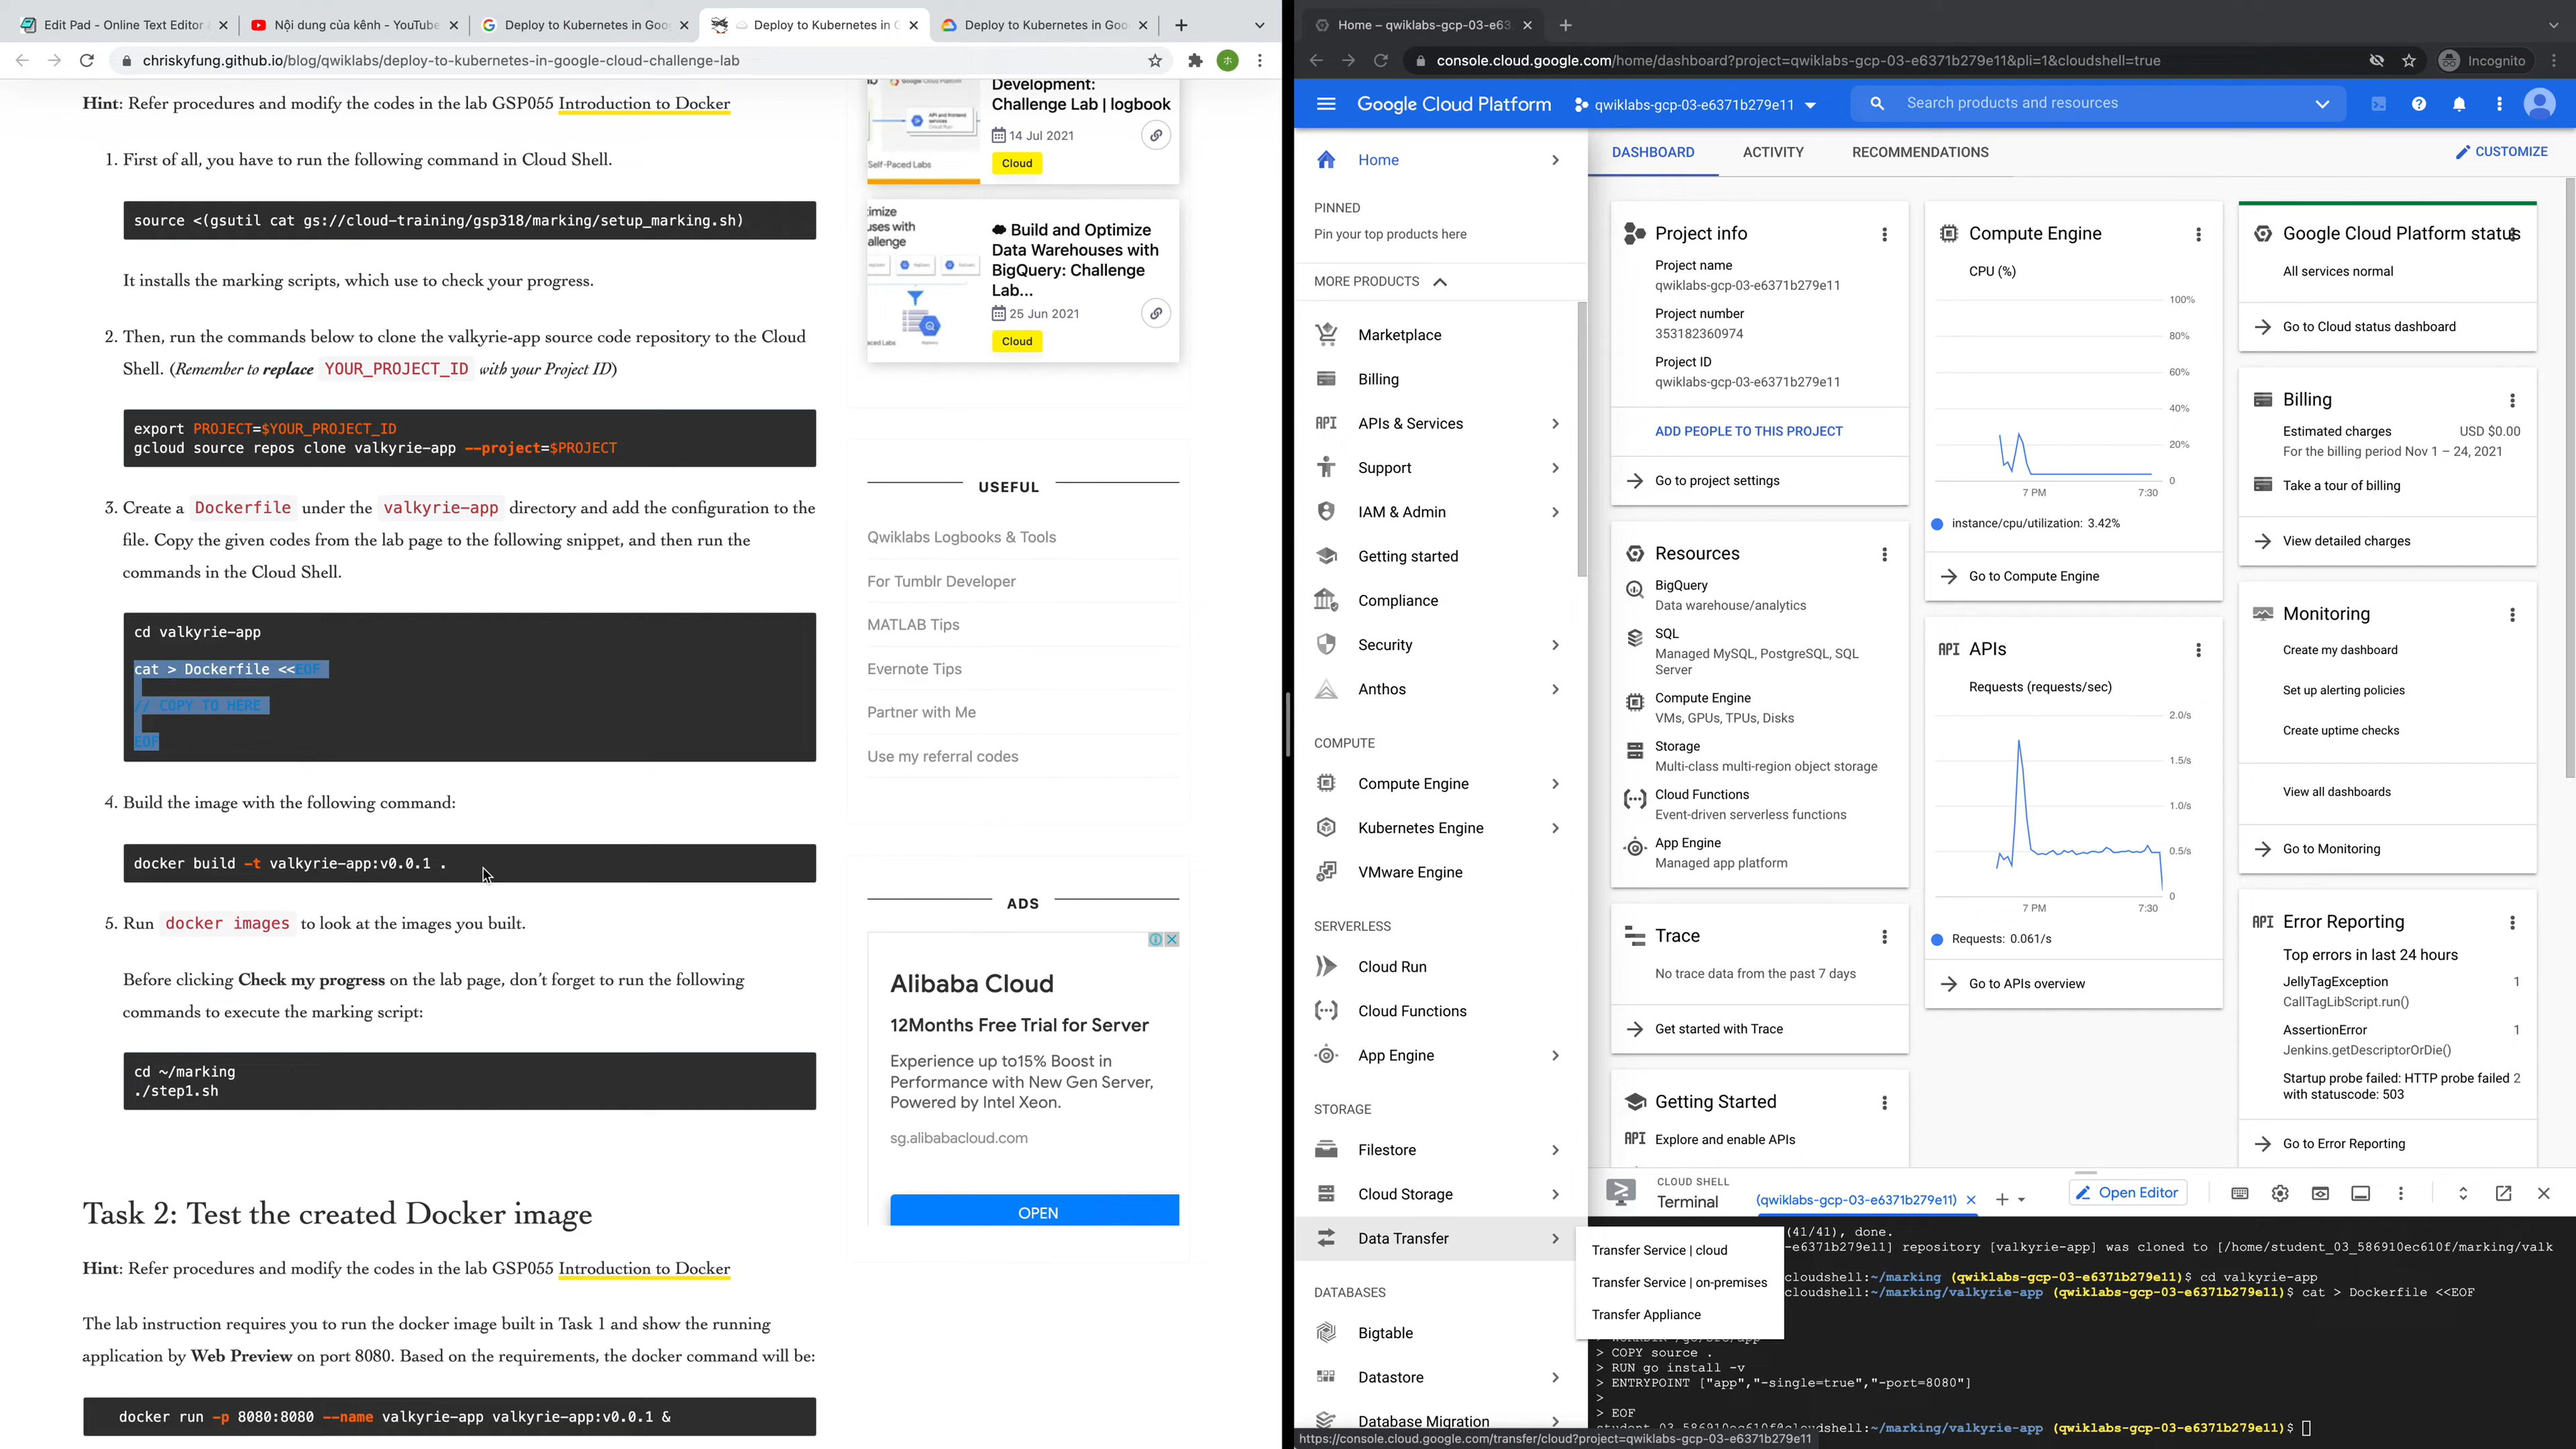 Edit Pad - Online Text Editor
Nội dung của kênh - YouTube
Deploy to Kubernetes in Goo
Deploy to Kubernetes in G
Deploy to Kubernetes in Goo
chriskyfung.github.io/blog/qwiklabs/deploy-to-kubernetes-in-google-cloud-challenge-lab
Hint: Refer procedures and modify the codes in the lab GSP055 Introduction to Docker
1. First of all, you have to run the following command in Cloud Shell.
source <(gsutil cat gs://cloud-training/gsp318/marking/setup_marking.sh)
It installs the marking scripts, which use to check your progress.
2. Then, run the commands below to clone the valkyrie-app source code repository to the Cloud
Shell. (Remember to replace YOUR_PROJECT_ID with your Project ID)
export PROJECT=$YOUR_PROJECT_ID
gcloud source repos clone valkyrie-app --project=$PROJECT
3. Create a Dockerfile under the valkyrie-app directory and add the configuration to the
file. Copy the given codes from the lab page to the following snippet, and then run the
commands in the Cloud Shell.
cd valkyrie-app
cat > Dockerfile <<EOF
// COPY TO HERE
EOF
4. Build the image with the following command:
docker build -t valkyrie-app:v0.0.1 .
5. Run docker images to look at the images you built.
Before clicking Check my progress on the lab page, don't forget to run the following
commands to execute the marking script:
cd ~/marking
./step1.sh
Task 2: Test the created Docker image
Hint: Refer procedures and modify the codes in the lab GSP055 Introduction to Docker
The lab instruction requires you to run the docker image built in Task 1 and show the running
application by Web Preview on port 8080. Based on the requirements, the docker command will be:
docker run -p 8080:8080 --name valkyrie-app valkyrie-app:v0.0.1 &
Development:
Challenge Lab | logbook
14 Jul 2021
Self-Paced Labs
Cloud
Build and Optimize
Data Warehouses with
BigQuery: Challenge
Lab...
25 Jun 2021
Cloud
USEFUL
Qwiklabs Logbooks & Tools
For Tumblr Developer
MATLAB Tips
Evernote Tips
Partner with Me
Use my referral codes
ADS
Alibaba Cloud
12Months Free Trial for Server
Experience up to15% Boost in
Performance with New Gen Server,
Powered by Intel Xeon.
sg.alibabacloud.com
OPEN
Home – qwiklabs-gcp-03-e63
console.cloud.google.com/home/dashboard?project=qwiklabs-gcp-03-e6371b279e11&pli=1&cloudshell=true
Incognito
Google Cloud Platform
qwiklabs-gcp-03-e6371b279e11
Search products and resources
Home
PINNED
Pin your top products here
MORE PRODUCTS
Marketplace
Billing
API APIs & Services
Support
IAM & Admin
Getting started
Compliance
Security
Anthos
COMPUTE
Compute Engine
Kubernetes Engine
VMware Engine
SERVERLESS
Cloud Run
Cloud Functions
App Engine
STORAGE
Filestore
Cloud Storage
Data Transfer
DATABASES
Bigtable
Datastore
Database Migration
Transfer Service | cloud
Transfer Service | on-premises
Transfer Appliance
https://console.cloud.google.com/transfer/cloud?project=qwiklabs-gcp-03-e6371b279e11
DASHBOARD
ACTIVITY
RECOMMENDATIONS
CUSTOMIZE
Project info
Project name
qwiklabs-gcp-03-e6371b279e11
Project number
353182360974
Project ID
qwiklabs-gcp-03-e6371b279e11
ADD PEOPLE TO THIS PROJECT
Go to project settings
Resources
BigQuery
Data warehouse/analytics
SQL
Managed MySQL, PostgreSQL, SQL
Server
Compute Engine
VMs, GPUs, TPUs, Disks
Storage
Multi-class multi-region object storage
Cloud Functions
Event-driven serverless functions
App Engine
Managed app platform
Trace
No trace data from the past 7 days
Get started with Trace
Getting Started
API Explore and enable APIs
Compute Engine
CPU (%)
100%
80%
60%
40%
20%
0
7 PM
7:30
instance/cpu/utilization: 3.42%
Go to Compute Engine
API APIs
Requests (requests/sec)
2.0/s
1.5/s
1.0/s
0.5/s
0
7 PM
7:30
Requests: 0.061/s
Go to APIs overview
Google Cloud Platform status
All services normal
Go to Cloud status dashboard
Billing
Estimated charges USD $0.00
For the billing period Nov 1 – 24, 2021
Take a tour of billing
View detailed charges
Monitoring
Create my dashboard
Set up alerting policies
Create uptime checks
View all dashboards
Go to Monitoring
API Error Reporting
Top errors in last 24 hours
JellyTagException 1
CallTagLibScript.run()
AssertionError 1
Jenkins.getDescriptorOrDie()
Startup probe failed: HTTP probe failed 2
with statuscode: 503
Go to Error Reporting
CLOUD SHELL
Terminal
(qwiklabs-gcp-03-e6371b279e11)
Open Editor
(41/41), done.
-e6371b279e11] repository [valkyrie-app] was cloned to [/home/student_03_586910ec610f/marking/valk
cloudshell:~/marking (qwiklabs-gcp-03-e6371b279e11)$ cd valkyrie-app
cloudshell:~/marking/valkyrie-app (qwiklabs-gcp-03-e6371b279e11)$ cat > Dockerfile <<EOF
> COPY source .
> RUN go install -v
> ENTRYPOINT ["app","-single=true","-port=8080"]
>
> EOF
student_03_586910ec610f@cloudshell:~/marking/valkyrie-app (qwiklabs-gcp-03-e6371b279e11)$